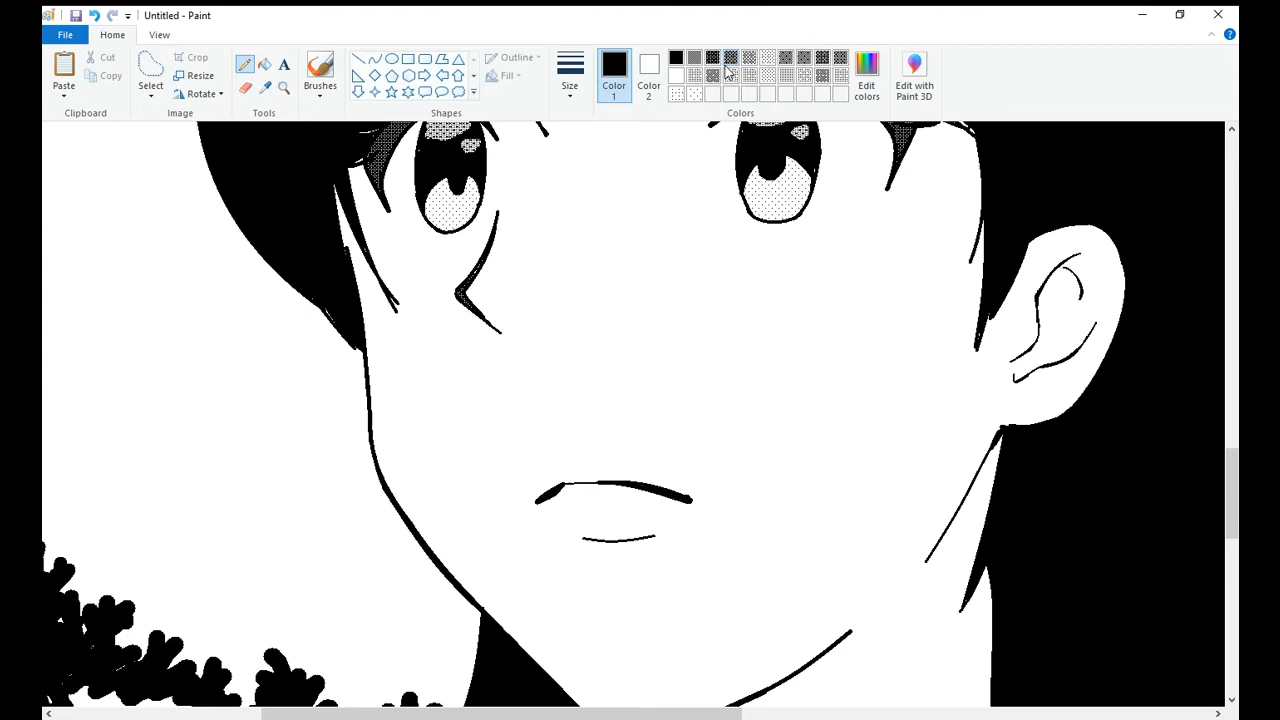 Untitled - Paint
File
Home
View
Paste
Cut
Copy
Clipboard
Select
Crop
Resize
Rotate
Image
Tools
Brushes
Outline
Fill
Shapes
Size
Color
1
Color
2
Colors
Edit
colors
Edit with
Paint 3D